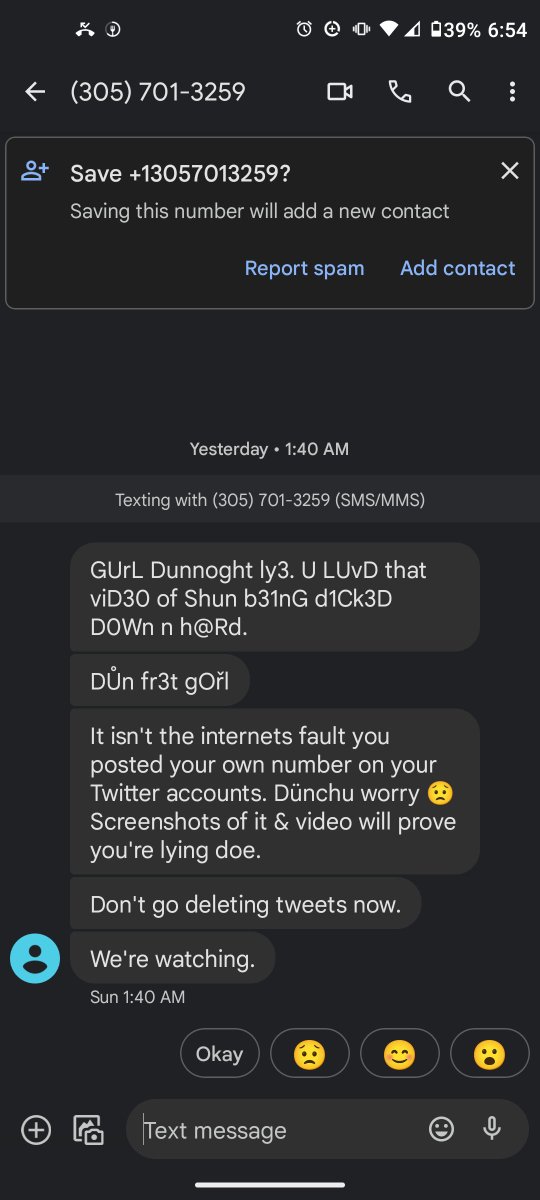 39% 6:54
(305) 701-3259
Save +13057013259?
Saving this number will add a new contact
Report spam Add contact
Yesterday • 1:40 AM
Texting with (305) 701-3259 (SMS/MMS)
GUrL Dunnoght ly3. U LUvD that
viD30 of Shun b31nG d1Ck3D
D0Wn n h@Rd.
DŮn fr3t gOřl
It isn't the internets fault you
posted your own number on your
Twitter accounts. Dünchu worry 😟
Screenshots of it & video will prove
you're lying doe.
Don't go deleting tweets now.
We're watching.
Sun 1:40 AM
Okay 😟 😊 😮
Text message